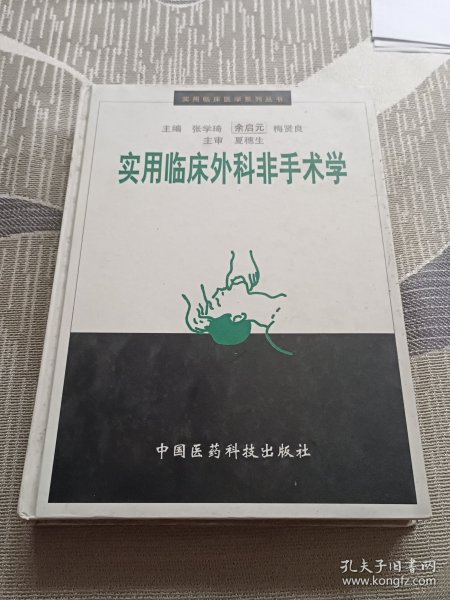 实用临床医学系列丛书
主编 张学琦 余启元 梅贤良
主审 夏穗生
实用临床外科非手术学
中国医药科技出版社
孔夫子旧书网
www.kongfz.com